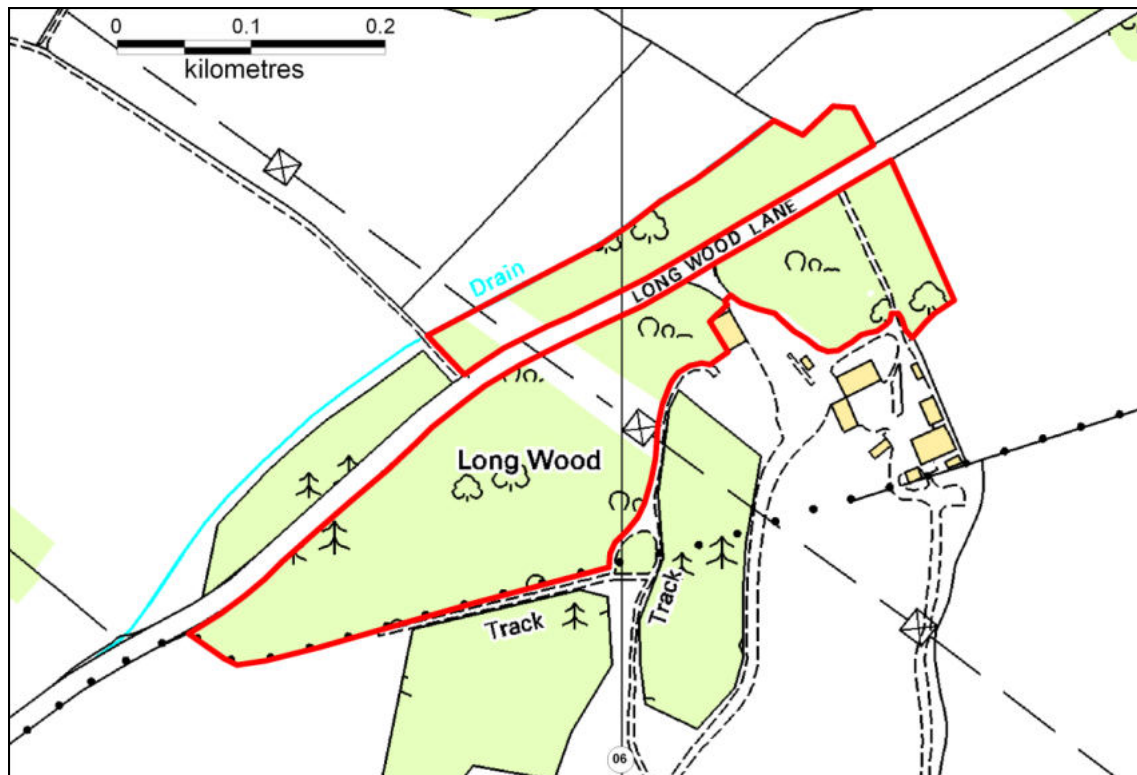 0 0.1 0.2
kilometres
Drain
LONG WOOD LANE
Long Wood
Track
Track
06